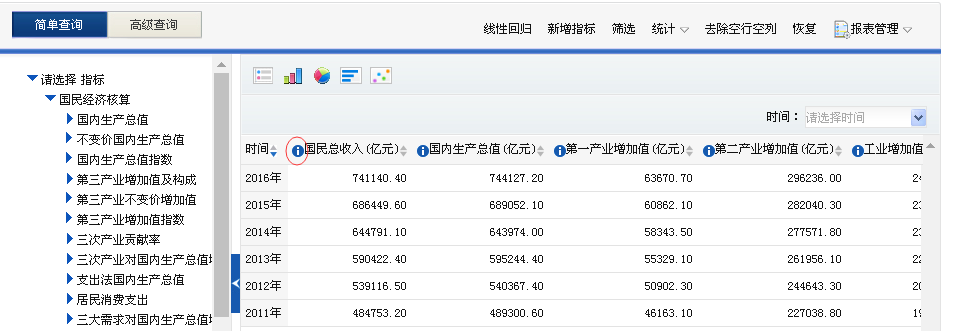 简单查询 高级查询 线性回归 新增指标 筛选 统计 去除空行空列 恢复 报表管理
请选择 指标
国民经济核算
国内生产总值
不变价国内生产总值
国内生产总值指数
第三产业增加值及构成
第三产业不变价增加值
第三产业增加值指数
三次产业贡献率
三次产业对国内生产总值增
支出法国内生产总值
居民消费支出
三大需求对国内生产总值增
时间： 请选择时间
时间 国民总收入(亿元) 国内生产总值(亿元) 第一产业增加值(亿元) 第二产业增加值(亿元) 工业增加值
2016年 741140.40 744127.20 63670.70 296236.00 24
2015年 686449.60 689052.10 60862.10 282040.30 23
2014年 644791.10 643974.00 58343.50 277571.80 23
2013年 590422.40 595244.40 55329.10 261956.10 22
2012年 539116.50 540367.40 50902.30 244643.30 20
2011年 484753.20 489300.60 46163.10 227038.80 19